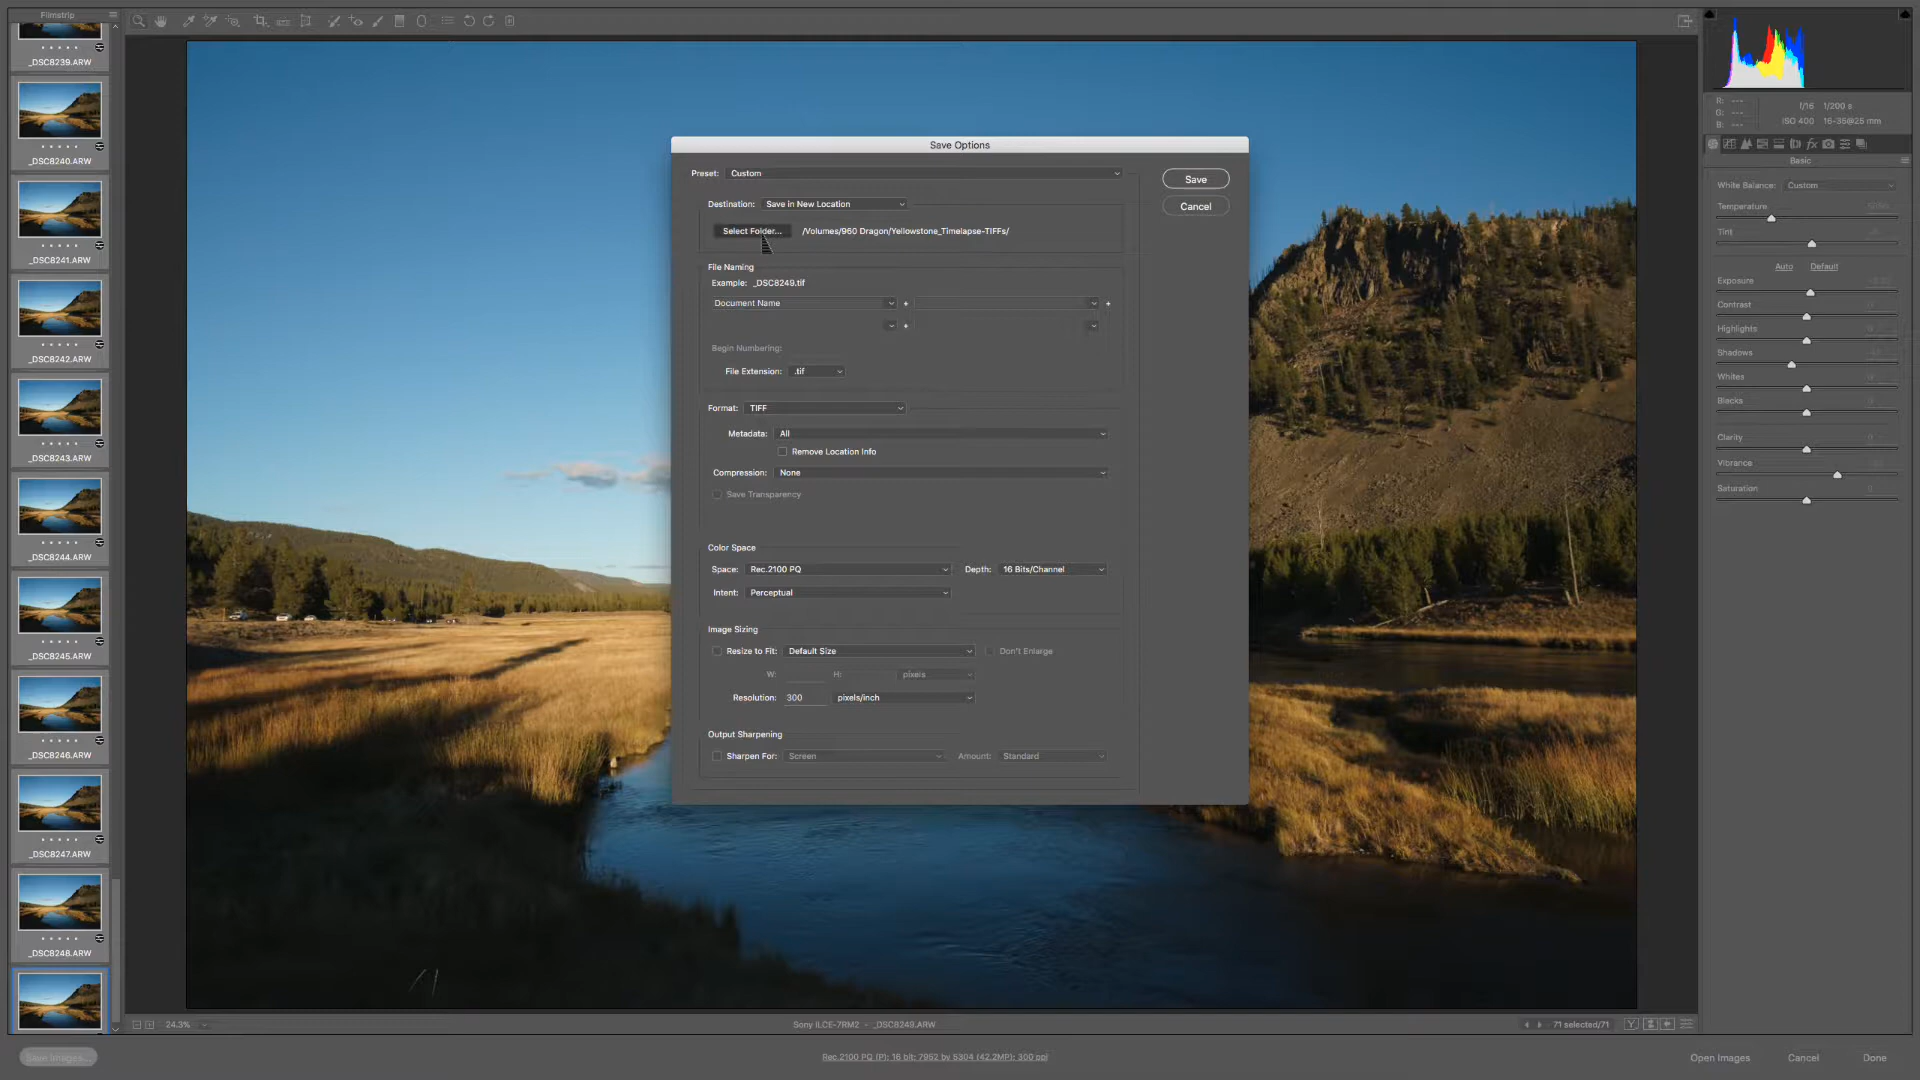 Filmstrip
_DSC8239.ARW
_DSC8240.ARW
_DSC8241.ARW
_DSC8242.ARW
_DSC8243.ARW
_DSC8244.ARW
_DSC8245.ARW
_DSC8246.ARW
_DSC8247.ARW
_DSC8248.ARW
Save Options
Preset: Custom
Save
Cancel
Destination: Save in New Location
Select Folder... /Volumes/960 Dragon/Yellowstone_Timelapse-TIFFs/
File Naming
Example: _DSC8249.tif
Document Name + +
+
Begin Numbering:
File Extension: .tif
Format: TIFF
Metadata: All
Remove Location Info
Compression: None
Save Transparency
Color Space
Space: Rec.2100 PQ Depth: 16 Bits/Channel
Intent: Perceptual
Image Sizing
Resize to Fit: Default Size Don't Enlarge
W: H: pixels
Resolution: 300 pixels/inch
Output Sharpening
Sharpen For: Screen Amount: Standard
R: ---
G: ---
B: ---
f/16 1/200 s
ISO 400 16-35@25 mm
fx
Basic
White Balance: Custom
Temperature
Tint
Auto Default
Exposure
Contrast
Highlights
Shadows
Whites
Blacks
Clarity
Vibrance
Saturation
24.3%
Sony ILCE-7RM2 - _DSC8249.ARW
71 selected/71
Y
Save Images...
Rec.2100 PQ (P); 16 bit; 7952 by 5304 (42.2MP); 300 ppi
Open Images
Cancel
Done